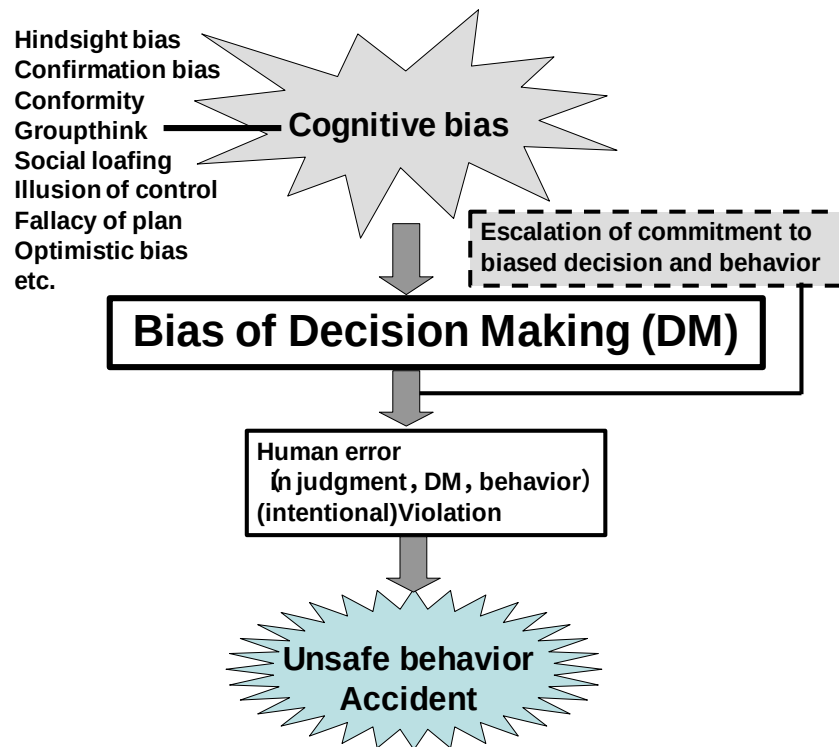 Hindsight bias
Confirmation bias
Conformity
Groupthink
Social loafing
Illusion of control
Fallacy of plan
Optimistic bias
etc.
Cognitive bias
Escalation of commitment to
biased decision and behavior
Bias of Decision Making (DM)
Human error
(in judgment, DM, behavior)
(intentional)Violation
Unsafe behavior
Accident